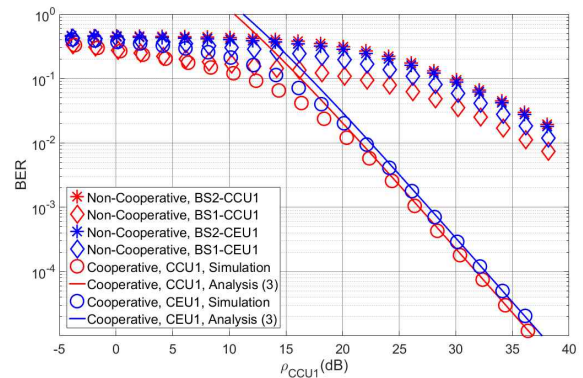 10^0
10^-1
10^-2
10^-3
10^-4
BER
Non-Cooperative, BS2-CCU1
Non-Cooperative, BS1-CCU1
Non-Cooperative, BS2-CEU1
Non-Cooperative, BS1-CEU1
Cooperative, CCU1, Simulation
Cooperative, CCU1, Analysis (3)
Cooperative, CEU1, Simulation
Cooperative, CEU1, Analysis (3)
-5 0 5 10 15 20 25 30 35 40
ρCCU1(dB)